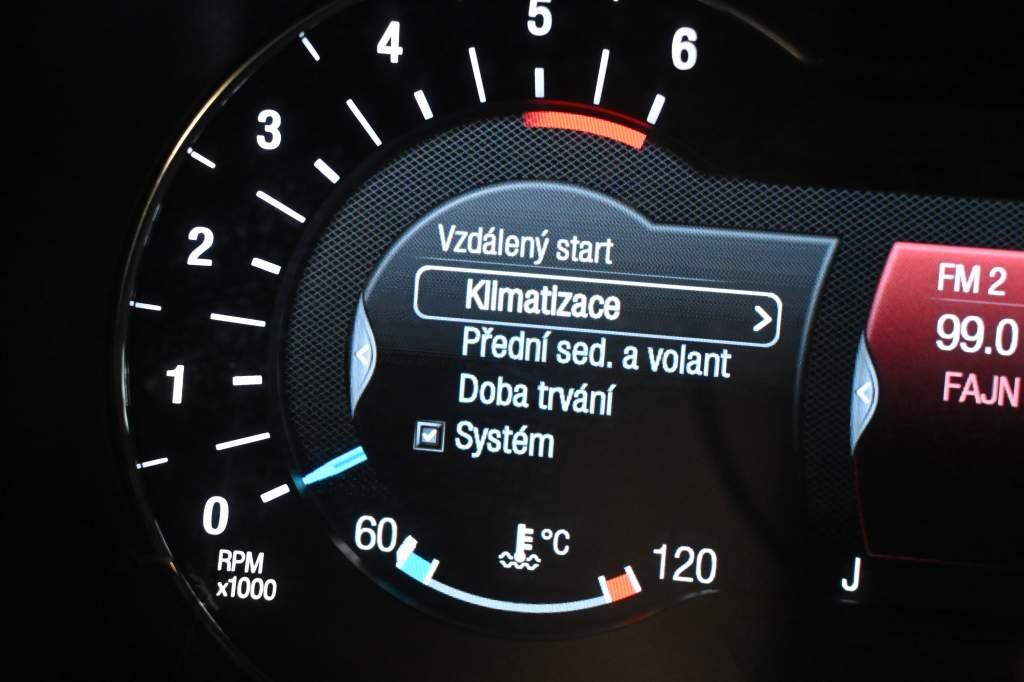 5
4
6
3
2
1
0
RPM
x1000
Vzdálený start
Klimatizace
Přední sed. a volant
Doba trvání
Systém
60
°C
120
FM 2
99.0
FAJN
J